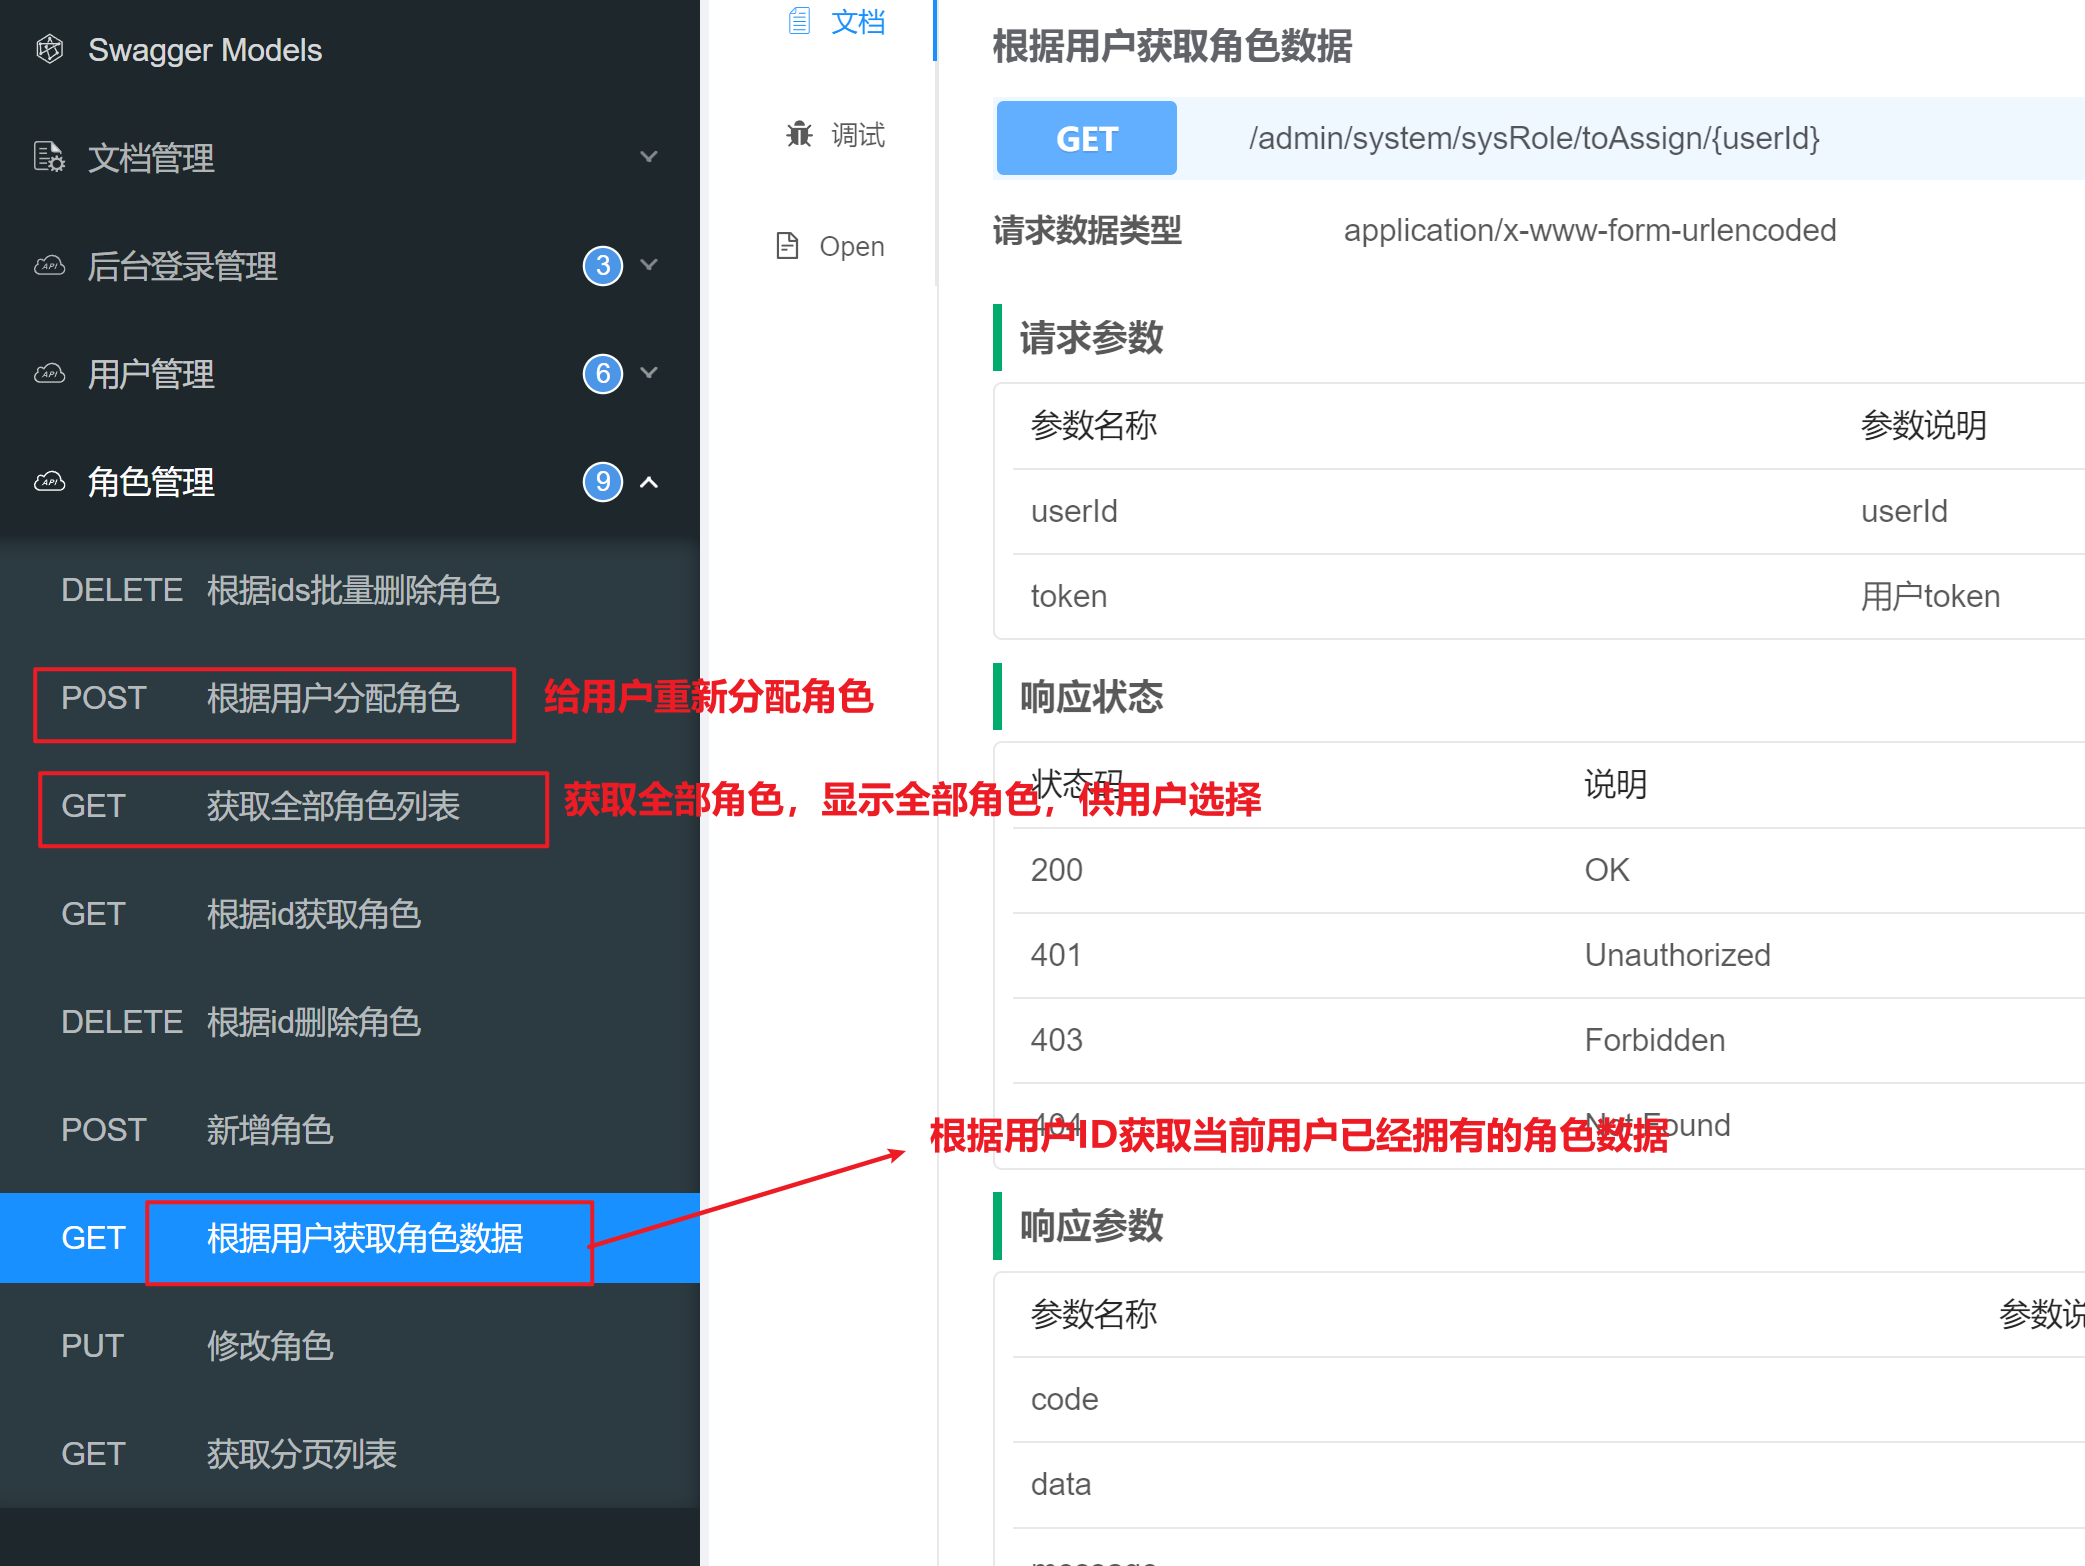 Swagger Models
文档管理
后台登录管理 3
用户管理 6
角色管理 9
DELETE 根据ids批量删除角色
POST 根据用户分配角色
给用户重新分配角色
GET 获取全部角色列表
获取全部角色，显示全部角色，供用户选择
GET 根据id获取角色
DELETE 根据id删除角色
POST 新增角色
GET 根据用户获取角色数据
根据用户ID获取当前用户已经拥有的角色数据
PUT 修改角色
GET 获取分页列表
文档
调试
Open
根据用户获取角色数据
GET /admin/system/sysRole/toAssign/{userId}
请求数据类型 application/x-www-form-urlencoded
请求参数
参数名称 参数说明
userId userId
token 用户token
响应状态
状态码 说明
200 OK
401 Unauthorized
403 Forbidden
404 Not Found
响应参数
参数名称 参数说
code
data